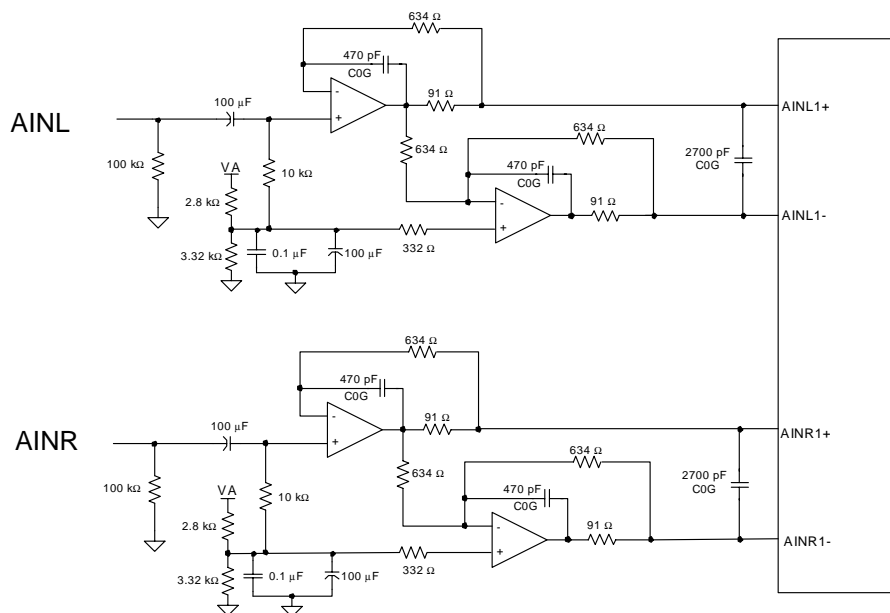 634 Ω
470 pF
C0G
91 Ω
100 µF
AINL
AINL1+
634 Ω
634 Ω
2700 pF
C0G
100 kΩ
VA
10 kΩ
470 pF
C0G
2.8 kΩ
91 Ω
AINL1-
3.32 kΩ
0.1 µF
100 µF
332 Ω
634 Ω
470 pF
C0G
91 Ω
100 µF
AINR
AINR1+
634 Ω
634 Ω
2700 pF
C0G
100 kΩ
VA
10 kΩ
470 pF
C0G
2.8 kΩ
91 Ω
AINR1-
3.32 kΩ
0.1 µF
100 µF
332 Ω